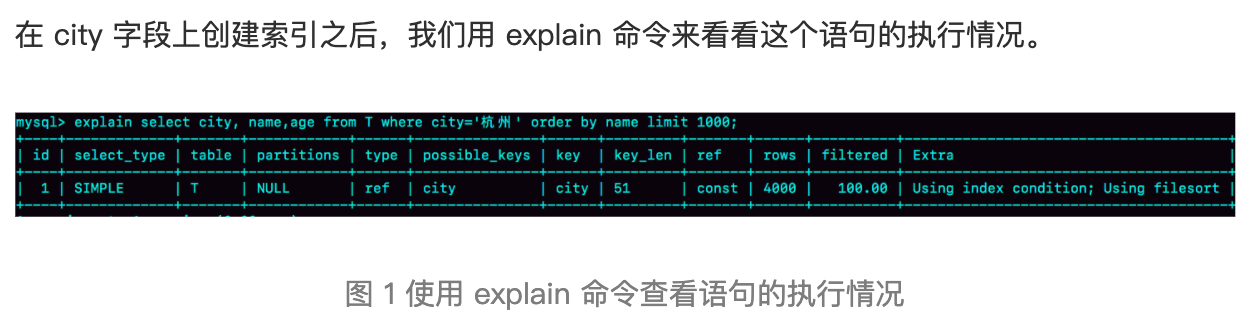 在 city 字段上创建索引之后，我们用 explain 命令来看看这个语句的执行情况。
mysql> explain select city, name,age from T where city='杭州' order by name limit 1000;
| id | select_type | table | partitions | type | possible_keys | key | key_len | ref | rows | filtered | Extra |
| 1 | SIMPLE | T | NULL | ref | city | city | 51 | const | 4000 | 100.00 | Using index condition; Using filesort |
图 1 使用 explain 命令查看语句的执行情况